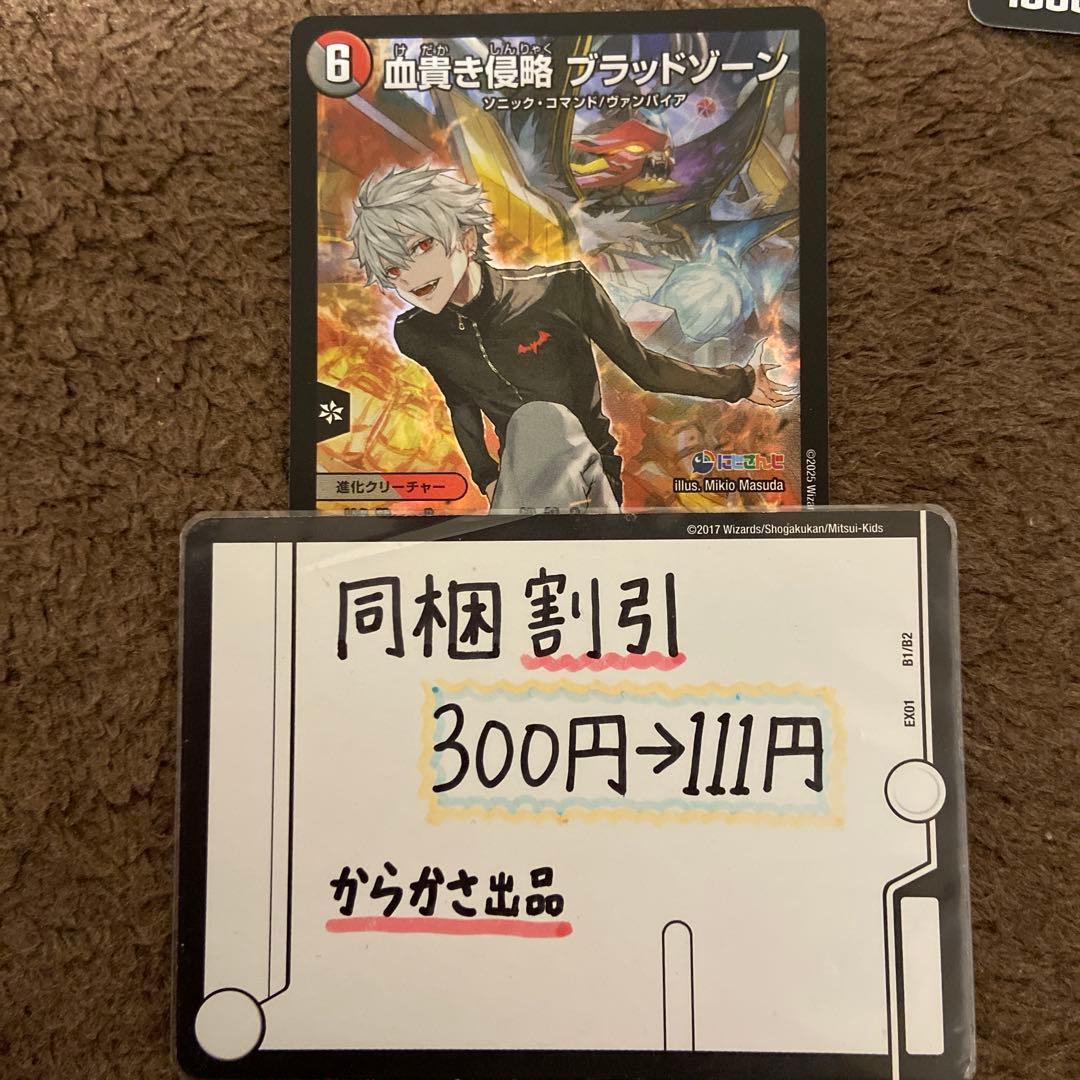 けだか しんりゃく
6 血貴き侵略 ブラッドゾーン
ソニック・コマンド/ヴァンパイア
にじさんじ
illus. Mikio Masuda
進化クリーチャー
©2025 Wiza
©2017 Wizards/Shogakukan/Mitsui-Kids
同梱割引
300円→111円
からかさ出品
EX01 B1/B2